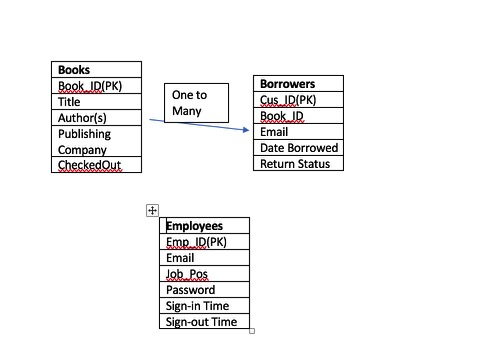 Books
Book_ID(PK)
Title
Author(s)
Publishing
Company
CheckedOut
One to
Many
Borrowers
Cus_ID(PK)
Book_ID
Email
Date Borrowed
Return Status
Employees
Emp_ID(PK)
Email
Job_Pos
Password
Sign-in Time
Sign-out Time